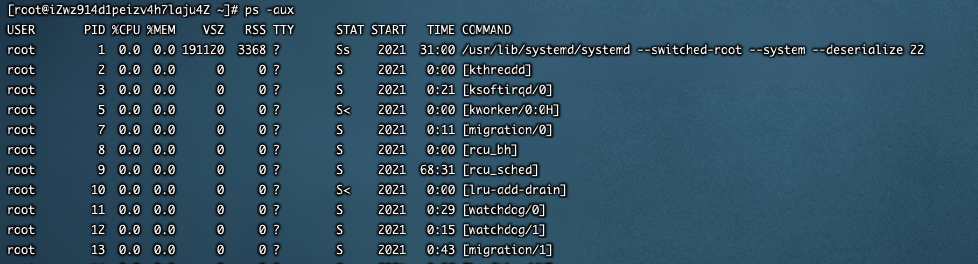 [root@iZwz914d1peizv4h7laju4Z ~]# ps -aux
USER PID %CPU %MEM VSZ RSS TTY STAT START TIME COMMAND
root 1 0.0 0.0 191120 3368 ? Ss 2021 31:00 /usr/lib/systemd/systemd --switched-root --system --deserialize 22
root 2 0.0 0.0 0 0 ? S 2021 0:00 [kthreadd]
root 3 0.0 0.0 0 0 ? S 2021 0:21 [ksoftirqd/0]
root 5 0.0 0.0 0 0 ? S< 2021 0:00 [kworker/0:0H]
root 7 0.0 0.0 0 0 ? S 2021 0:11 [migration/0]
root 8 0.0 0.0 0 0 ? S 2021 0:00 [rcu_bh]
root 9 0.0 0.0 0 0 ? S 2021 68:31 [rcu_sched]
root 10 0.0 0.0 0 0 ? S< 2021 0:00 [lru-add-drain]
root 11 0.0 0.0 0 0 ? S 2021 0:29 [watchdog/0]
root 12 0.0 0.0 0 0 ? S 2021 0:15 [watchdog/1]
root 13 0.0 0.0 0 0 ? S 2021 0:43 [migration/1]